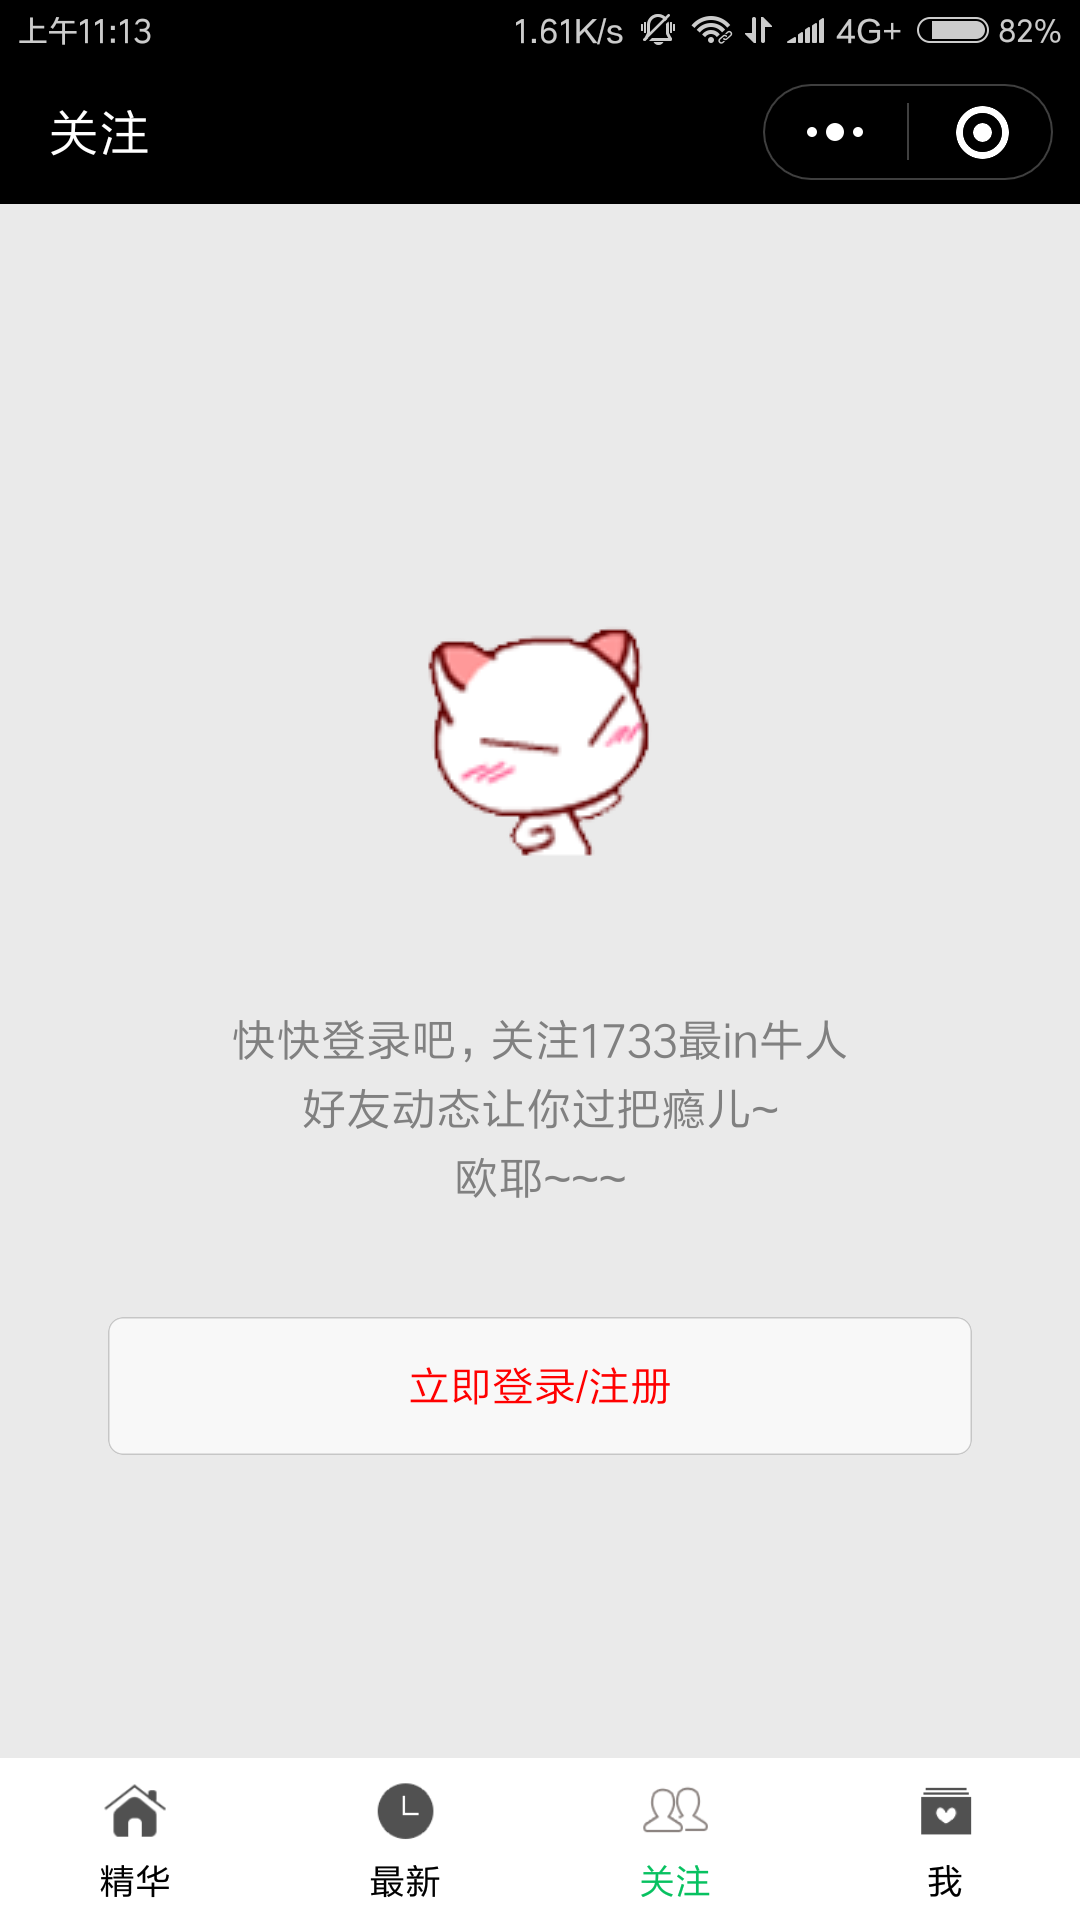 上午11:13
1.61K/s 4G+ 82%
关注
快快登录吧，关注1733最in牛人
好友动态让你过把瘾儿~
欧耶~~~
立即登录/注册
精华 最新 关注 我